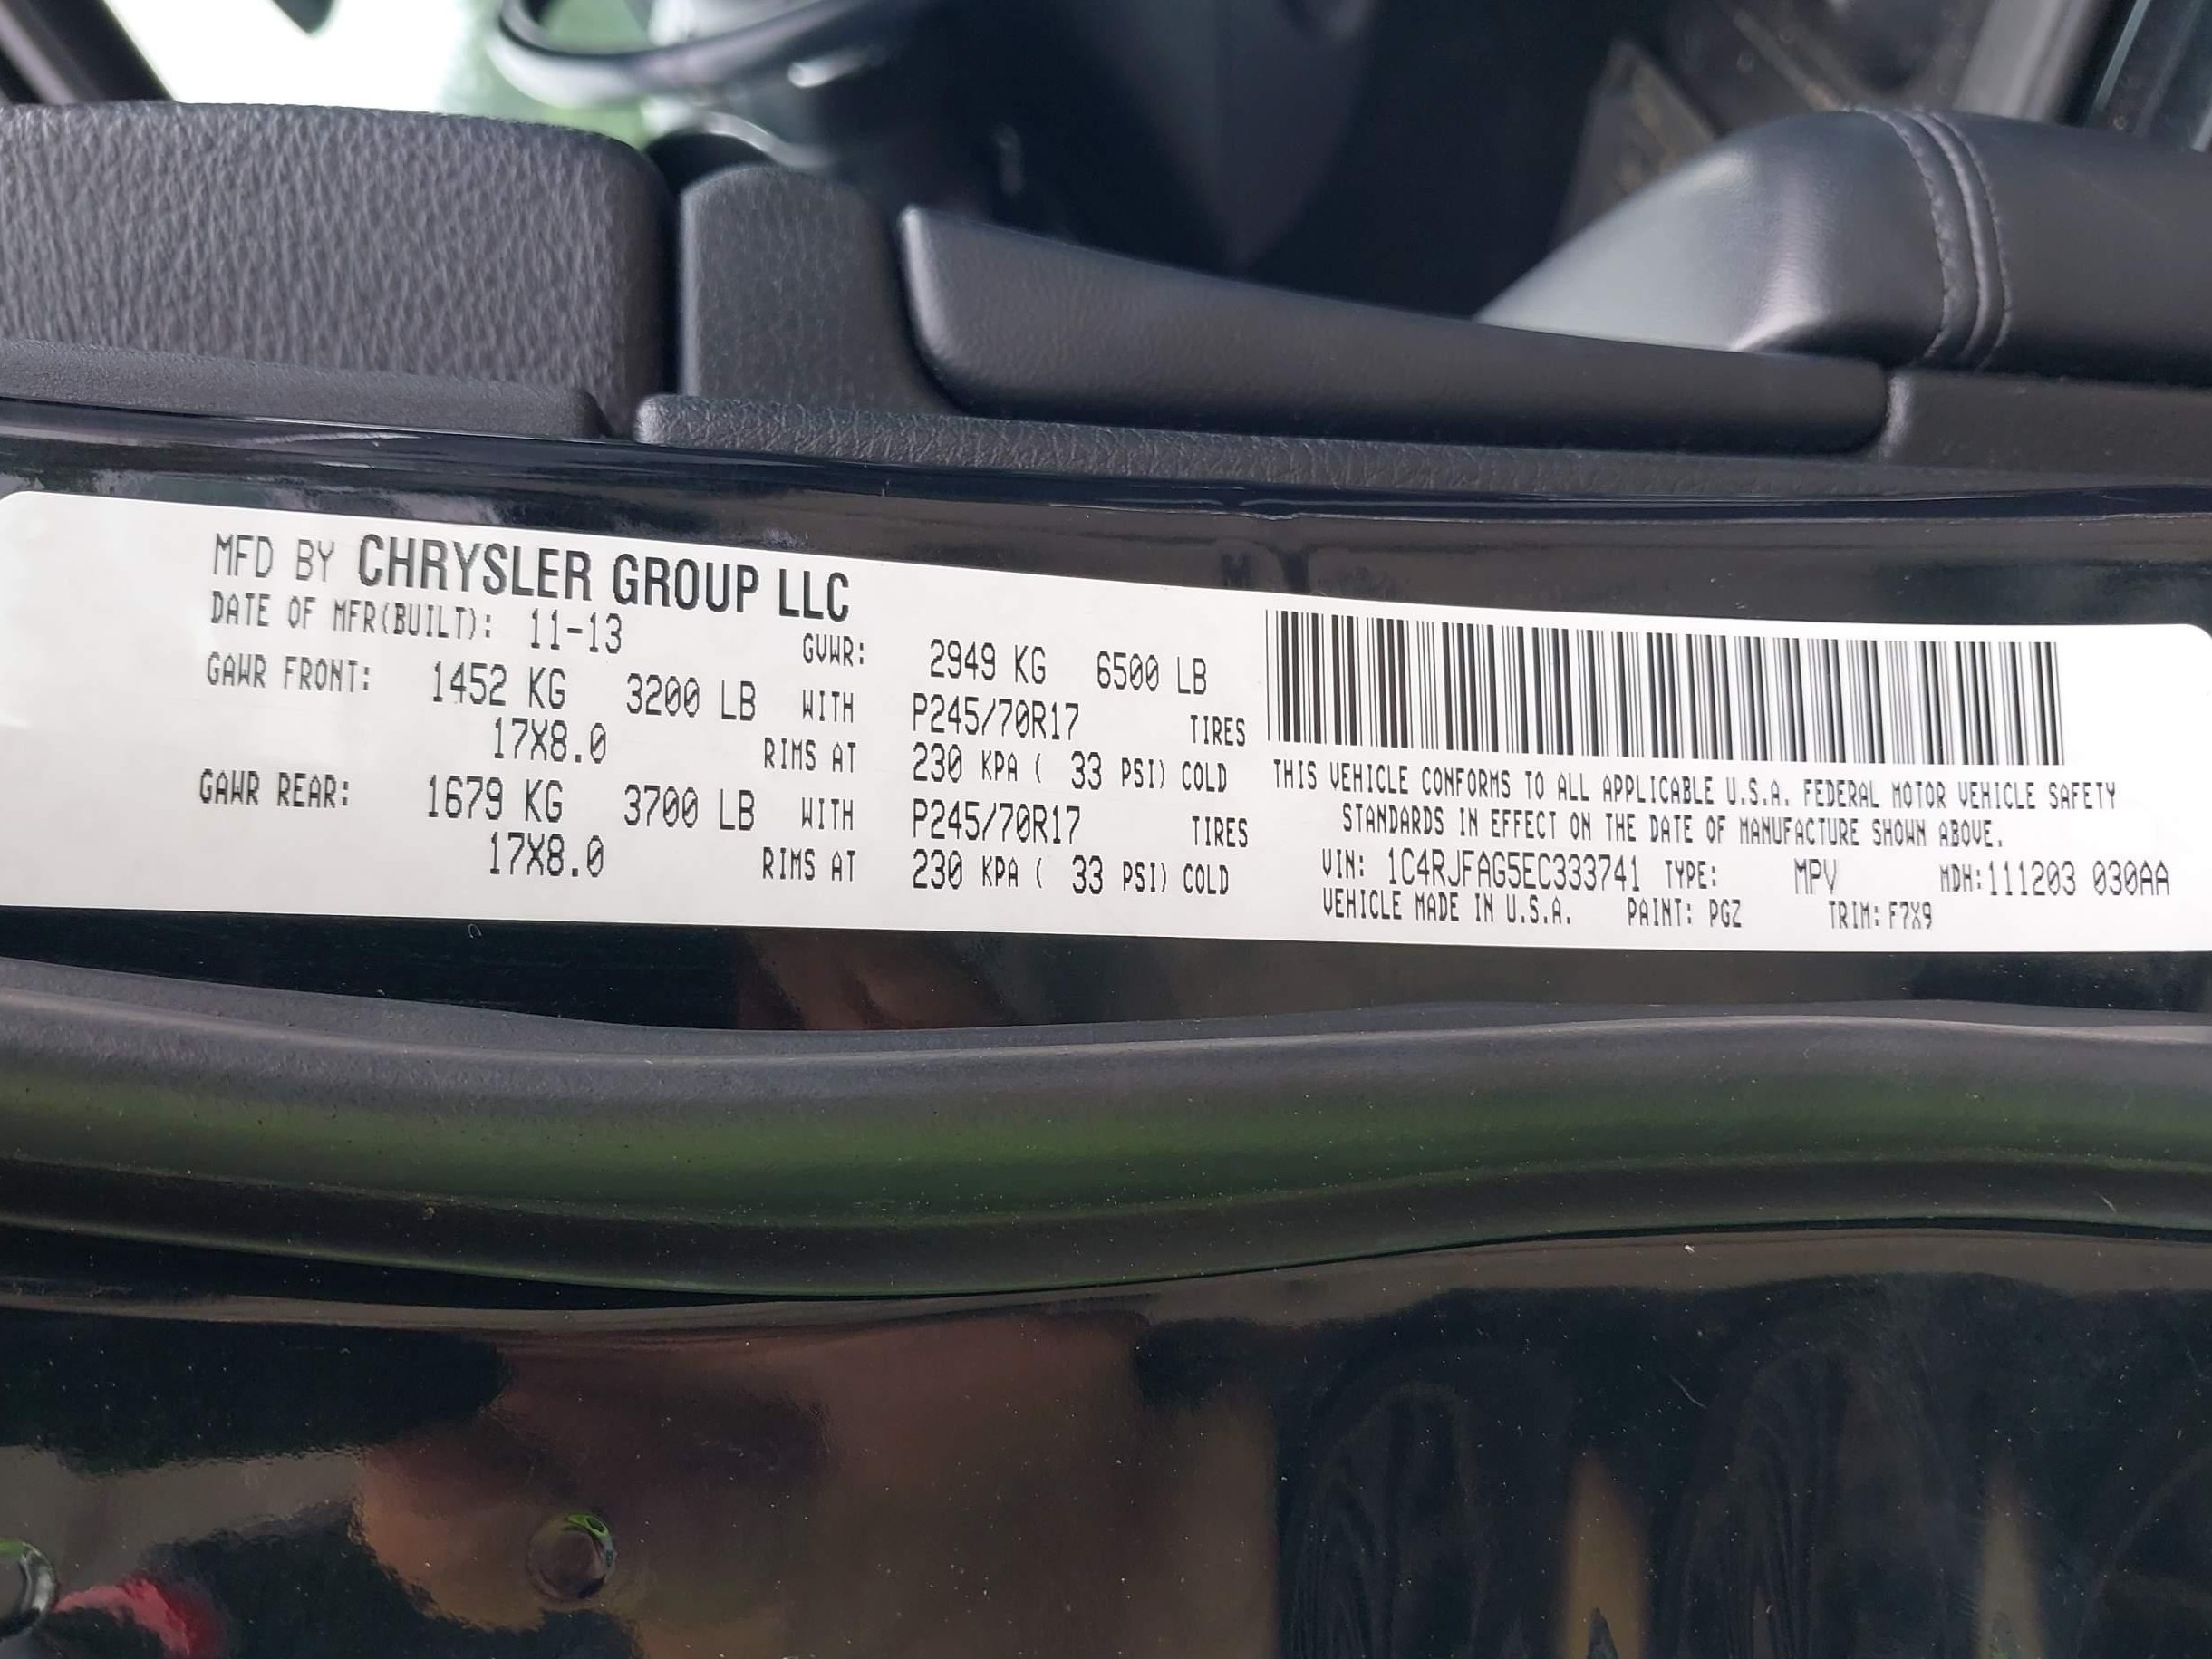 MFD BY CHRYSLER GROUP LLC
DATE OF MFR(BUILT): 11-13 GVWR: 2949 KG 6500 LB
GAWR FRONT: 1452 KG 3200 LB WITH P245/70R17 TIRES
17X8.0 RIMS AT 230 KPA ( 33 PSI) COLD
GAWR REAR: 1679 KG 3700 LB WITH P245/70R17 TIRES
17X8.0 RIMS AT 230 KPA ( 33 PSI) COLD
THIS VEHICLE CONFORMS TO ALL APPLICABLE U.S.A. FEDERAL MOTOR VEHICLE SAFETY
STANDARDS IN EFFECT ON THE DATE OF MANUFACTURE SHOWN ABOVE.
VIN: 1C4RJFAG5EC333741 TYPE: MPV MDH:111203 030AA
VEHICLE MADE IN U.S.A. PAINT: PGZ TRIM: F7X9